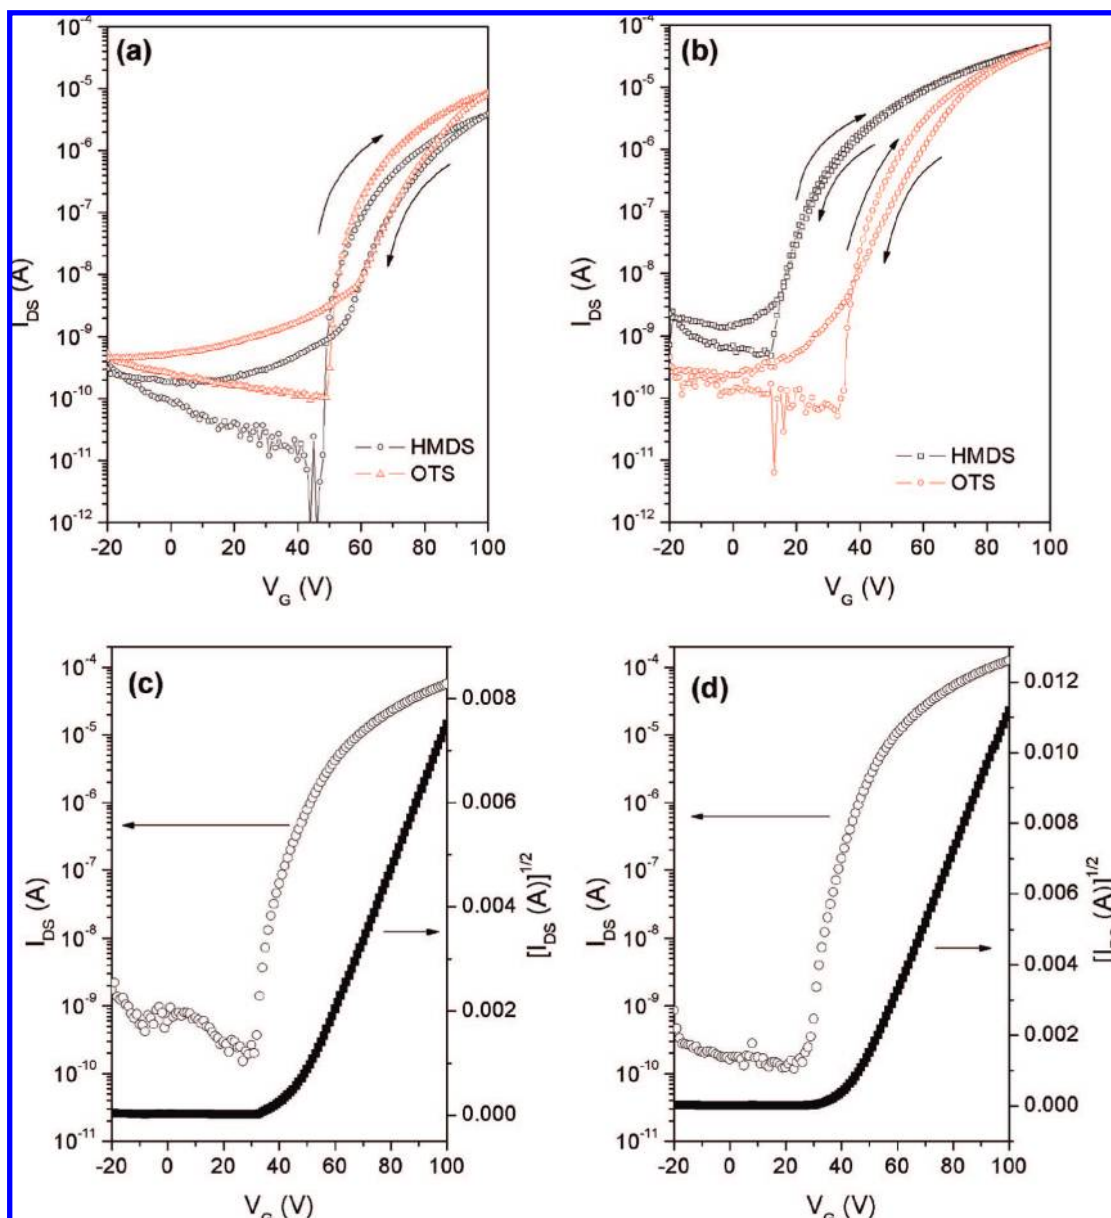 (a)
10⁻⁴
10⁻⁵
10⁻⁶
10⁻⁷
10⁻⁸
10⁻⁹
10⁻¹⁰
10⁻¹¹
10⁻¹²
I_DS (A)
HMDS
OTS
-20 0 20 40 60 80 100
V_G (V)
(b)
10⁻⁴
10⁻⁵
10⁻⁶
10⁻⁷
10⁻⁸
10⁻⁹
10⁻¹⁰
10⁻¹¹
10⁻¹²
I_DS (A)
HMDS
OTS
-20 0 20 40 60 80 100
V_G (V)
(c)
10⁻⁴
10⁻⁵
10⁻⁶
10⁻⁷
10⁻⁸
10⁻⁹
10⁻¹⁰
10⁻¹¹
I_DS (A)
0.008
0.006
0.004
0.002
0.000
[I_DS (A)]^1/2
-20 0 20 40 60 80 100
V_G (V)
(d)
10⁻⁴
10⁻⁵
10⁻⁶
10⁻⁷
10⁻⁸
10⁻⁹
10⁻¹⁰
10⁻¹¹
I_DS (A)
0.012
0.010
0.008
0.006
0.004
0.002
0.000
[I_DS (A)]^1/2
-20 0 20 40 60 80 100
V_G (V)